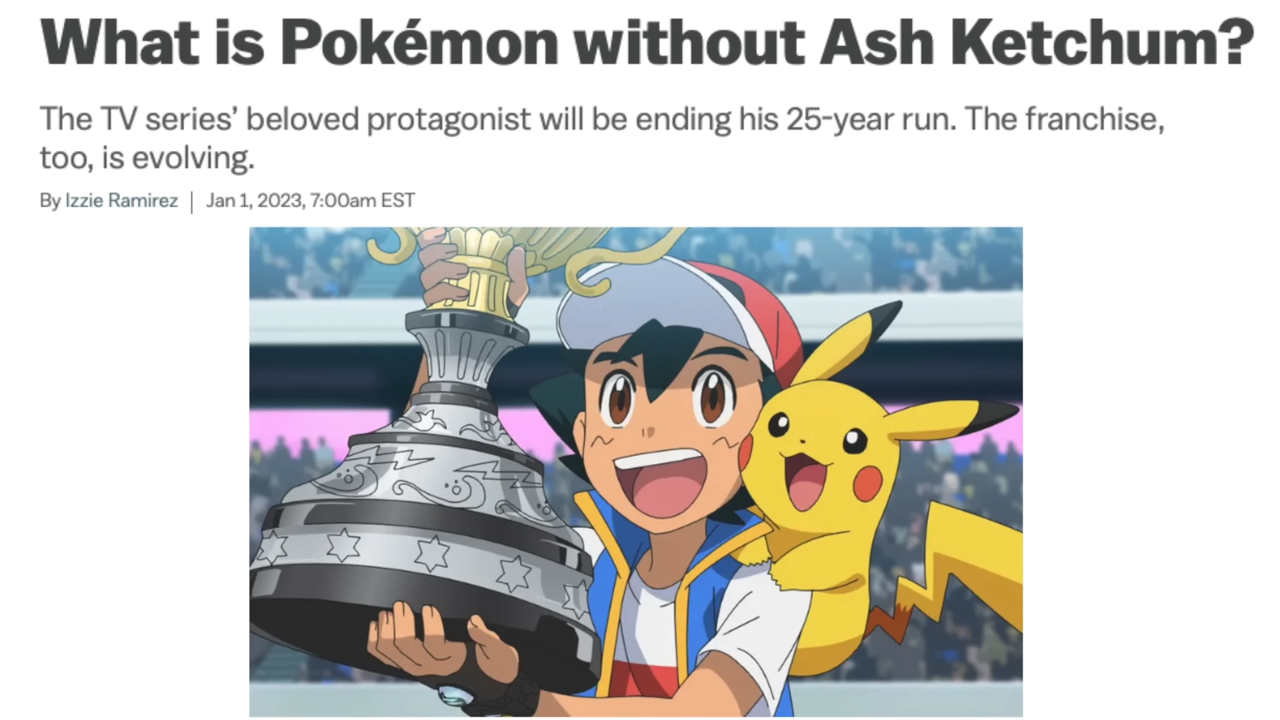 What is Pokémon without Ash Ketchum?
The TV series’ beloved protagonist will be ending his 25-year run. The franchise,
too, is evolving.
By Izzie Ramirez | Jan 1, 2023, 7:00am EST